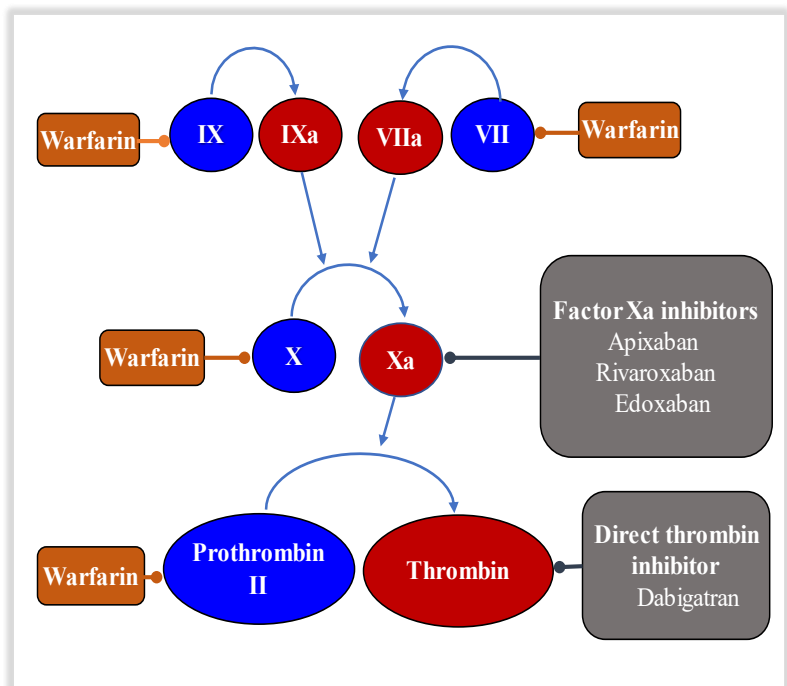 Warfarin
IX
IXa
VIIa
VII
Warfarin
Warfarin
X
Xa
Factor Xa inhibitors
Apixaban
Rivaroxaban
Edoxaban
Warfarin
Prothrombin
II
Thrombin
Direct thrombin
inhibitor
Dabigatran